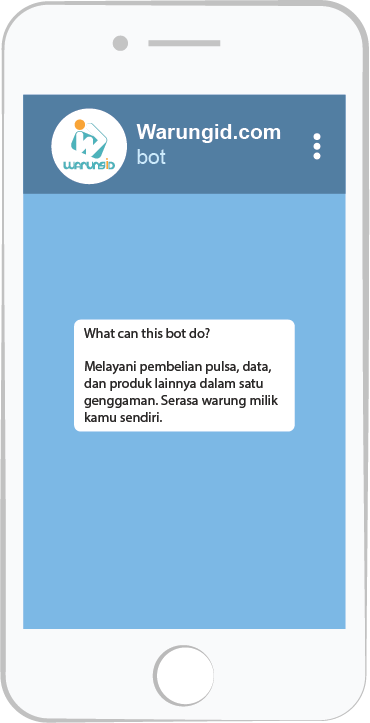 WARUNGID
Warungid.com
bot
What can this bot do?
Melayani pembelian pulsa, data,
dan produk lainnya dalam satu
genggaman. Serasa warung milik
kamu sendiri.